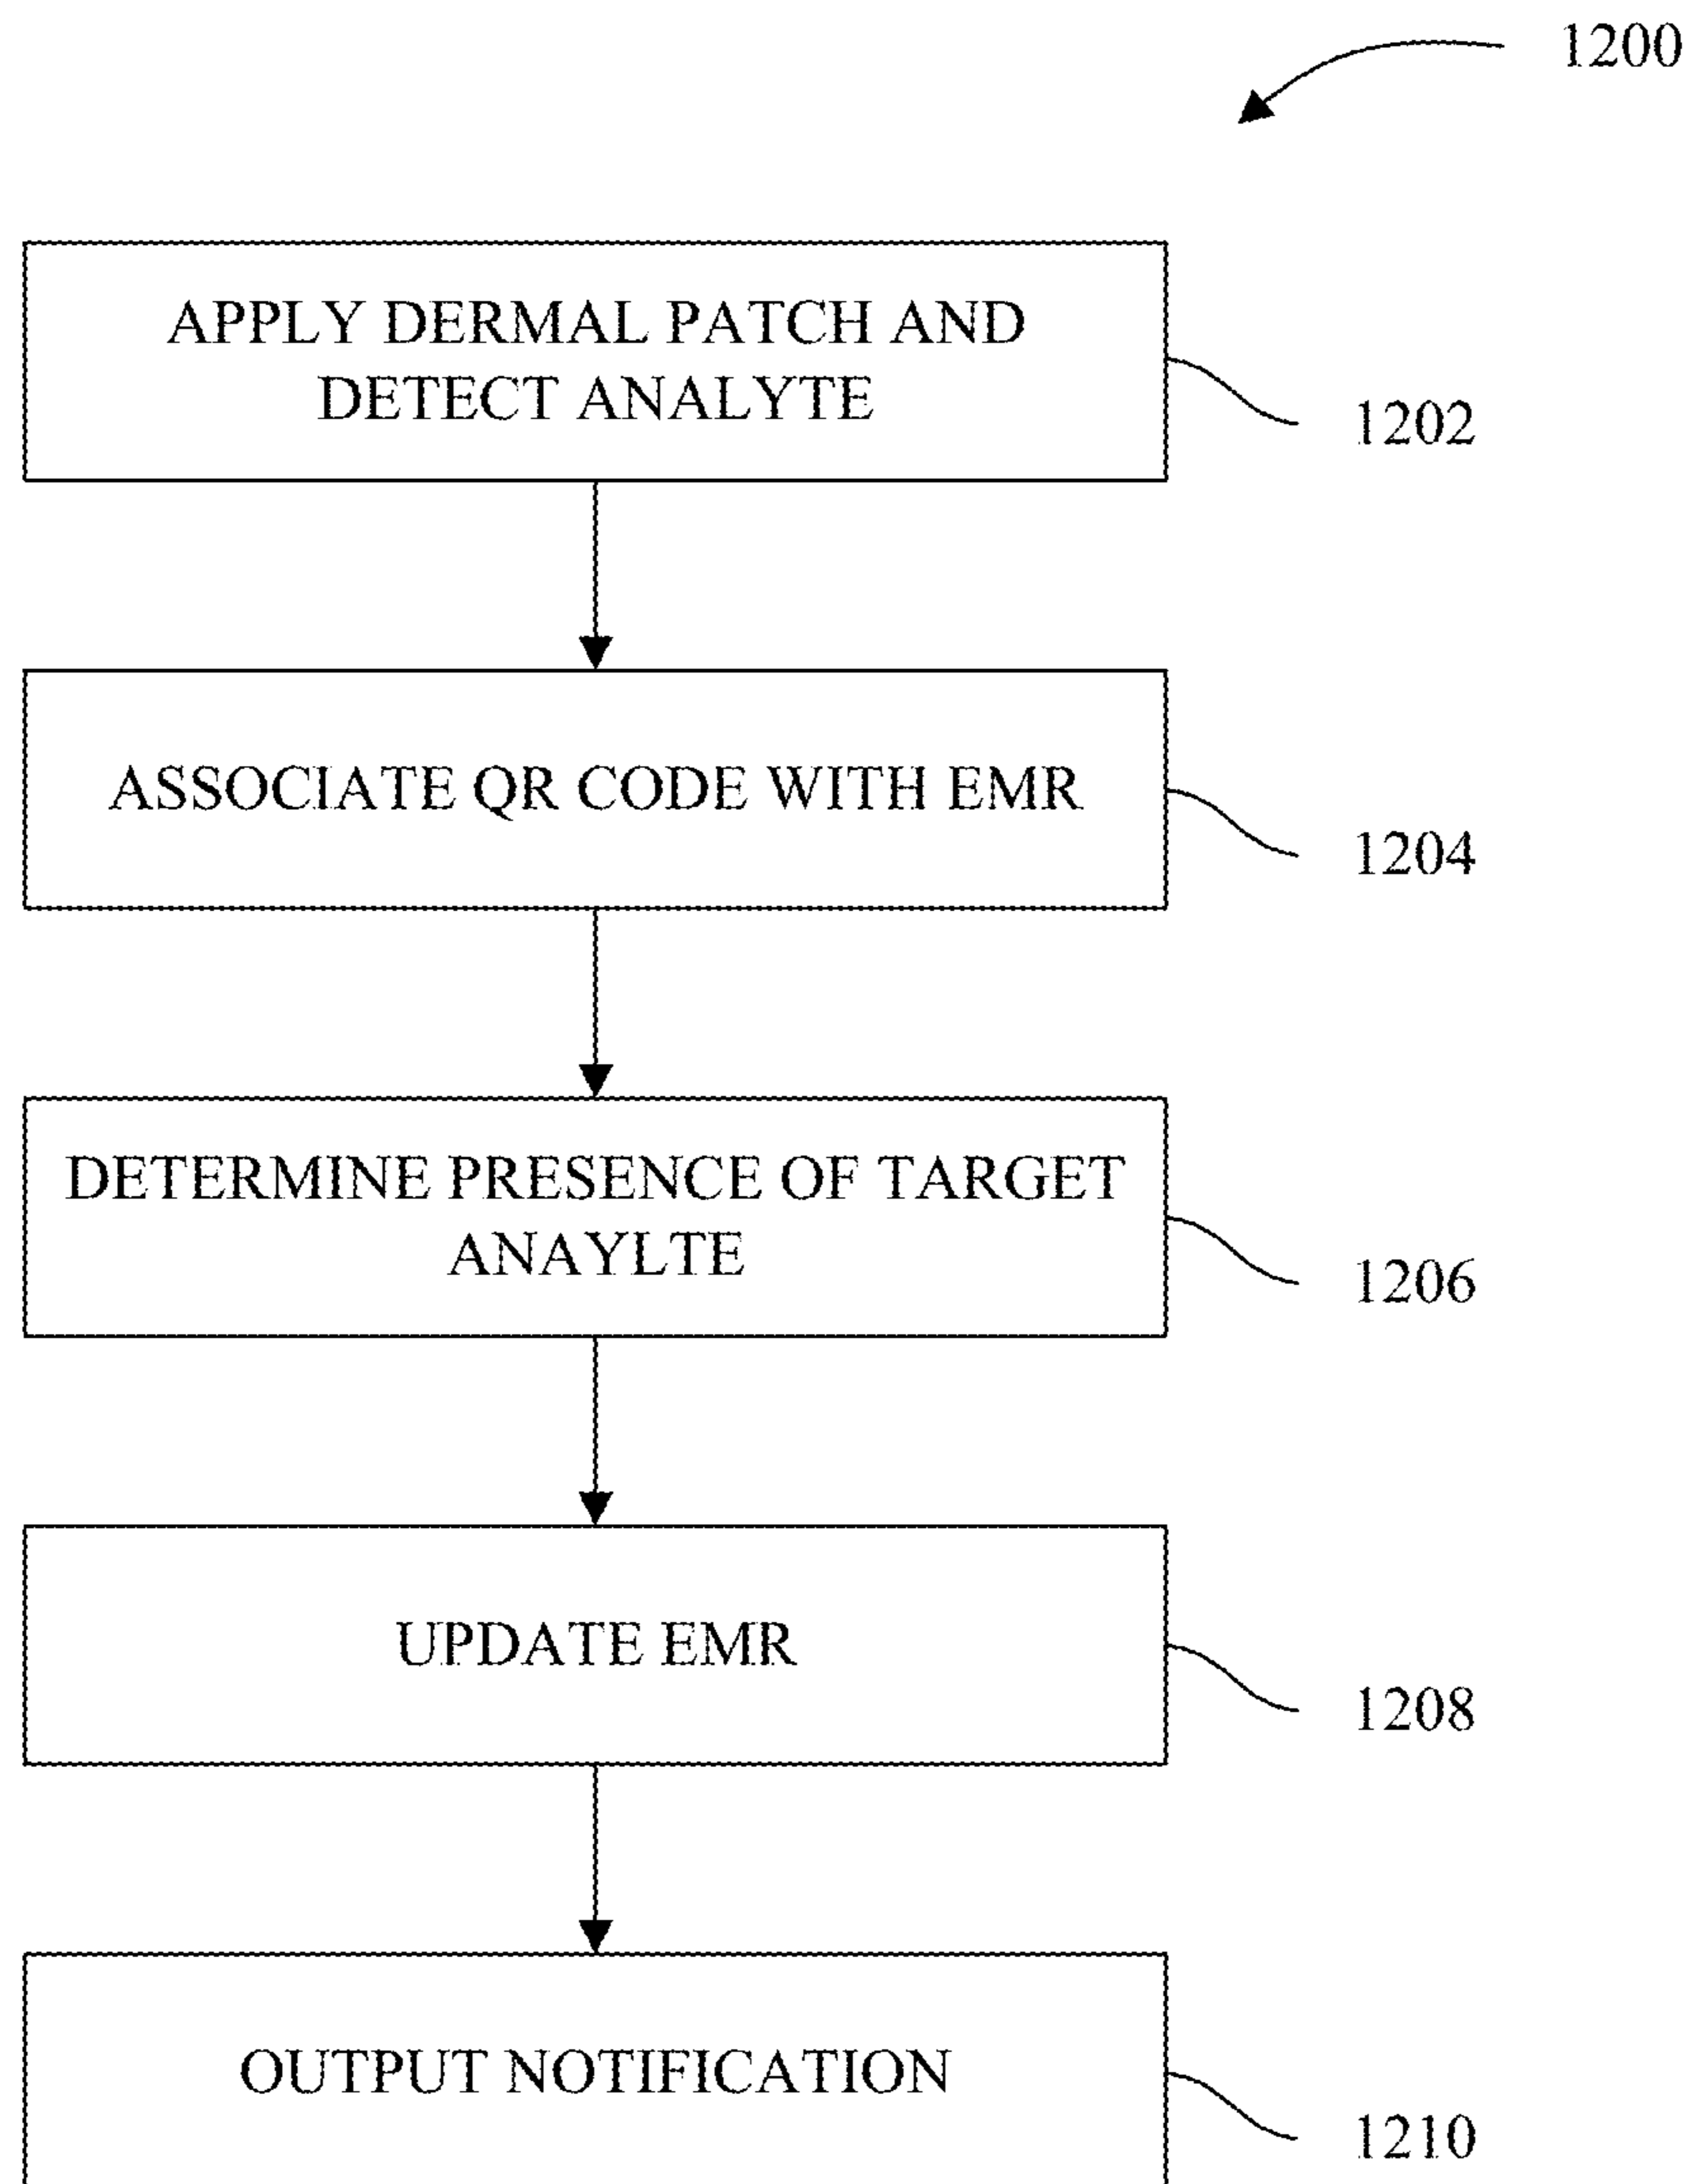 1200
APPLY DERMAL PATCH AND
DETECT ANALYTE
1202
ASSOCIATE QR CODE WITH EMR
1204
DETERMINE PRESENCE OF TARGET
ANAYLTE
1206
UPDATE EMR
1208
OUTPUT NOTIFICATION
1210